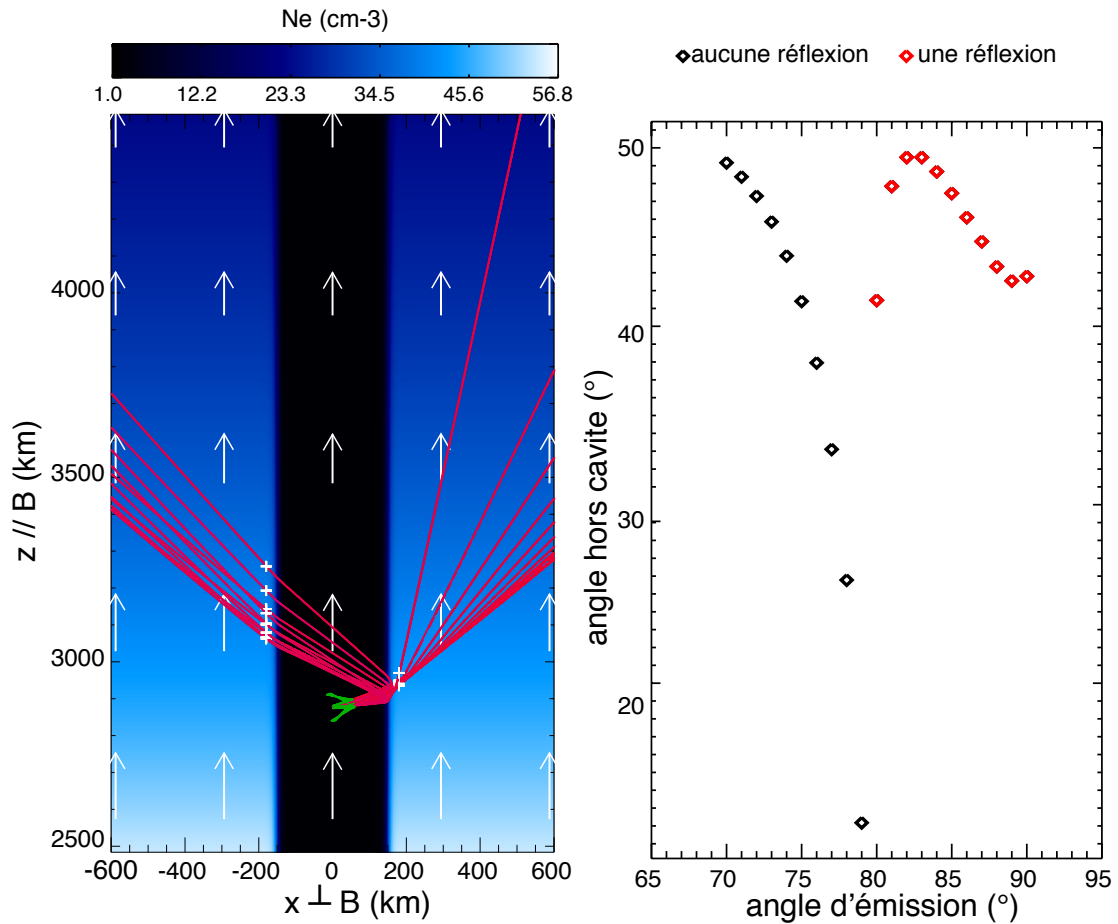 Ne (cm-3)
1.0 12.2 23.3 34.5 45.6 56.8
4000
3500
3000
2500
z // B (km)
-600 -400 -200 0 200 400 600
x ⊥ B (km)
aucune réflexion une réflexion
50
40
30
20
angle hors cavite (°)
65 70 75 80 85 90 95
angle d'émission (°)